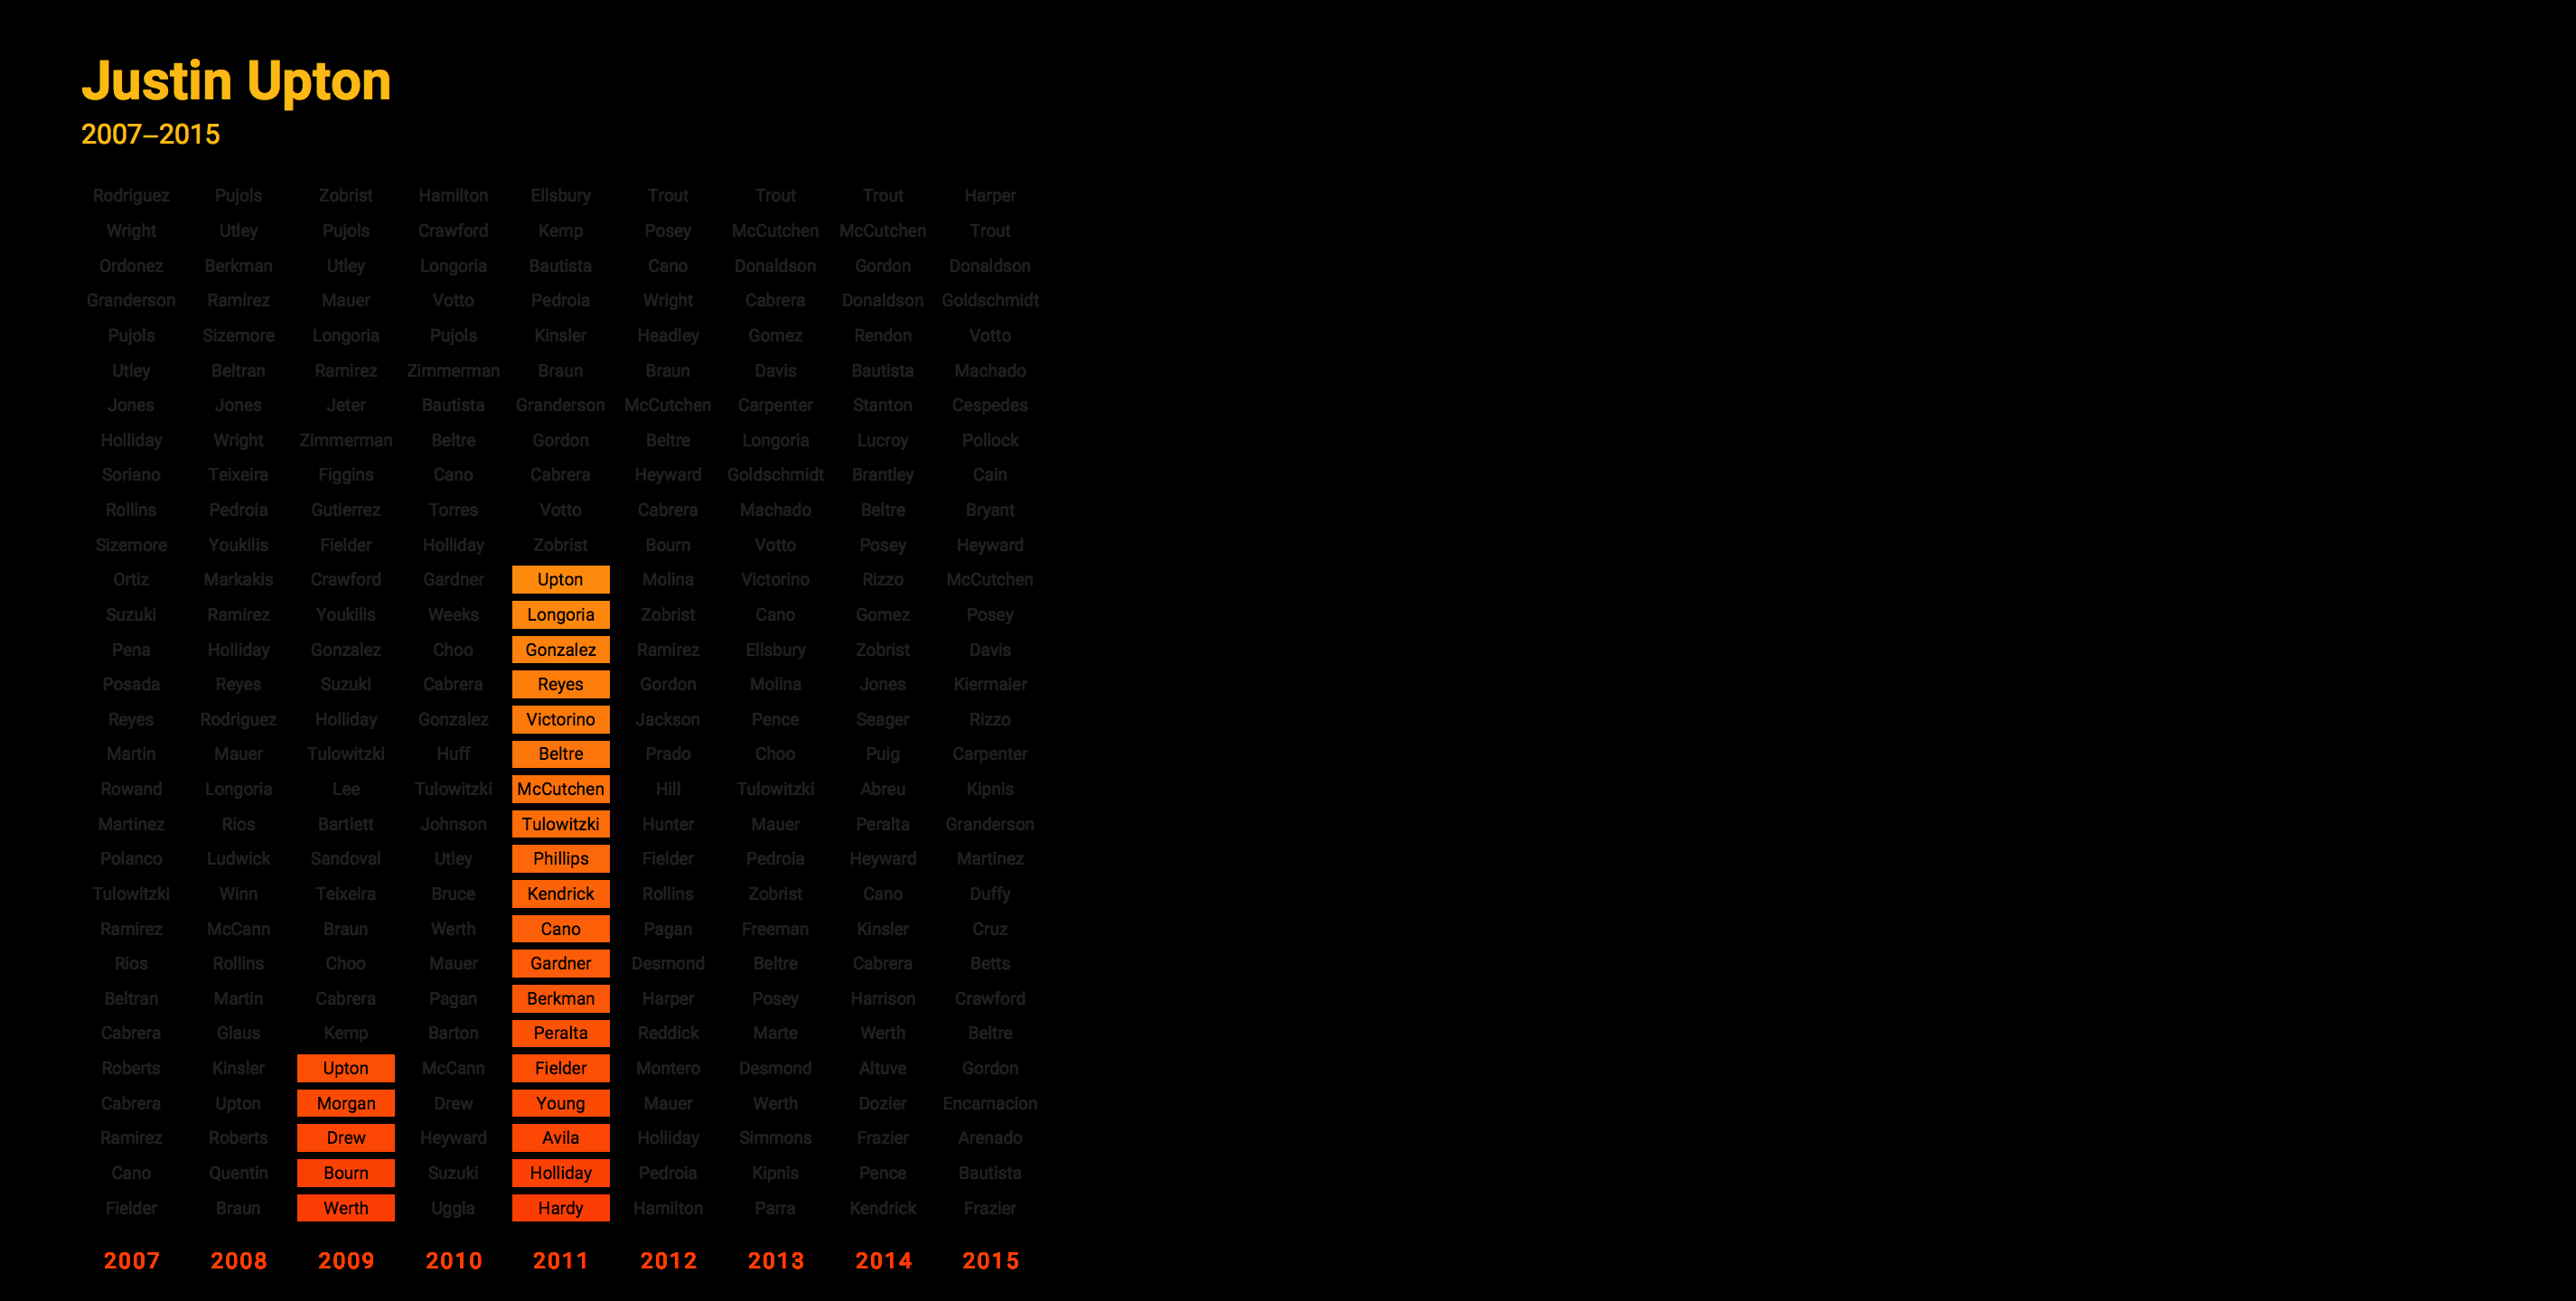 Justin Upton
2007–2015
Rodriguez Pujols Zobrist Hamilton Ellsbury Trout Trout Trout Harper
Wright Utley Pujols Crawford Kemp Posey McCutchen McCutchen Trout
Ordonez Berkman Utley Longoria Bautista Cano Donaldson Gordon Donaldson
Granderson Ramirez Mauer Votto Pedroia Wright Cabrera Donaldson Goldschmidt
Pujols Sizemore Longoria Pujols Kinsler Headley Gomez Rendon Votto
Utley Beltran Ramirez Zimmerman Braun Braun Davis Bautista Machado
Jones Jones Jeter Bautista Granderson McCutchen Carpenter Stanton Cespedes
Holliday Wright Zimmerman Beltre Gordon Beltre Longoria Lucroy Pollock
Soriano Teixeira Figgins Cano Cabrera Heyward Goldschmidt Brantley Cain
Rollins Pedroia Gutierrez Torres Votto Cabrera Machado Beltre Bryant
Sizemore Youkilis Fielder Holliday Zobrist Bourn Votto Posey Heyward
Ortiz Markakis Crawford Gardner Upton Molina Victorino Rizzo McCutchen
Suzuki Ramirez Youkilis Weeks Longoria Zobrist Cano Gomez Posey
Pena Holliday Gonzalez Choo Gonzalez Ramirez Ellsbury Zobrist Davis
Posada Reyes Suzuki Cabrera Reyes Gordon Molina Jones Kiermaier
Reyes Rodriguez Holliday Gonzalez Victorino Jackson Pence Seager Rizzo
Martin Mauer Tulowitzki Huff Beltre Prado Choo Puig Carpenter
Rowand Longoria Lee Tulowitzki McCutchen Hill Tulowitzki Abreu Kipnis
Martinez Rios Bartlett Johnson Tulowitzki Hunter Mauer Peralta Granderson
Polanco Ludwick Sandoval Utley Phillips Fielder Pedroia Heyward Martinez
Tulowitzki Winn Teixeira Bruce Kendrick Rollins Zobrist Cano Duffy
Ramirez McCann Braun Werth Cano Pagan Freeman Kinsler Cruz
Rios Rollins Choo Mauer Gardner Desmond Beltre Cabrera Betts
Beltran Martin Cabrera Pagan Berkman Harper Posey Harrison Crawford
Cabrera Glaus Kemp Barton Peralta Reddick Marte Werth Beltre
Roberts Kinsler Upton McCann Fielder Montero Desmond Altuve Gordon
Cabrera Upton Morgan Drew Young Mauer Werth Dozier Encarnacion
Ramirez Roberts Drew Heyward Avila Holliday Simmons Frazier Arenado
Cano Quentin Bourn Suzuki Holliday Pedroia Kipnis Pence Bautista
Fielder Braun Werth Uggla Hardy Hamilton Parra Kendrick Frazier
2007 2008 2009 2010 2011 2012 2013 2014 2015